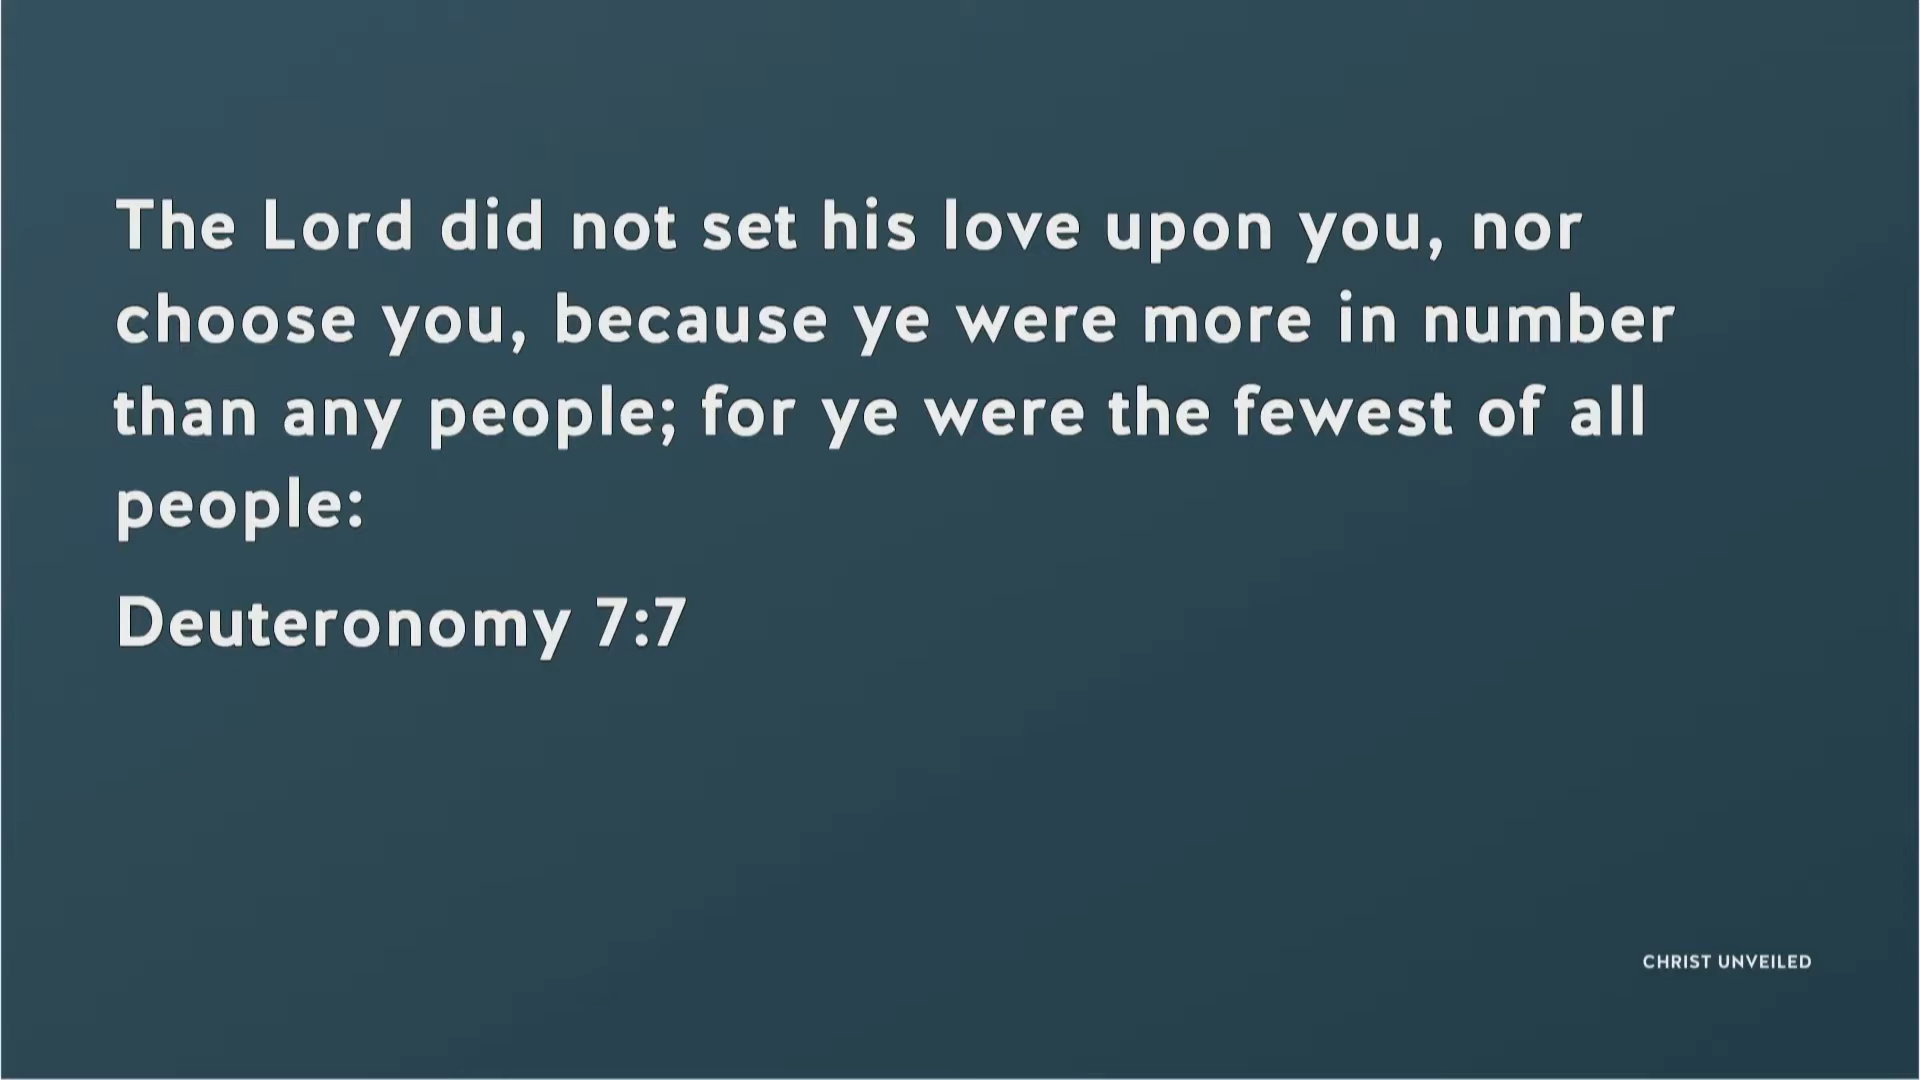 The Lord did not set his love upon you, nor
choose you, because ye were more in number
than any people; for ye were the fewest of all
people:
Deuteronomy 7:7
CHRIST UNVEILED